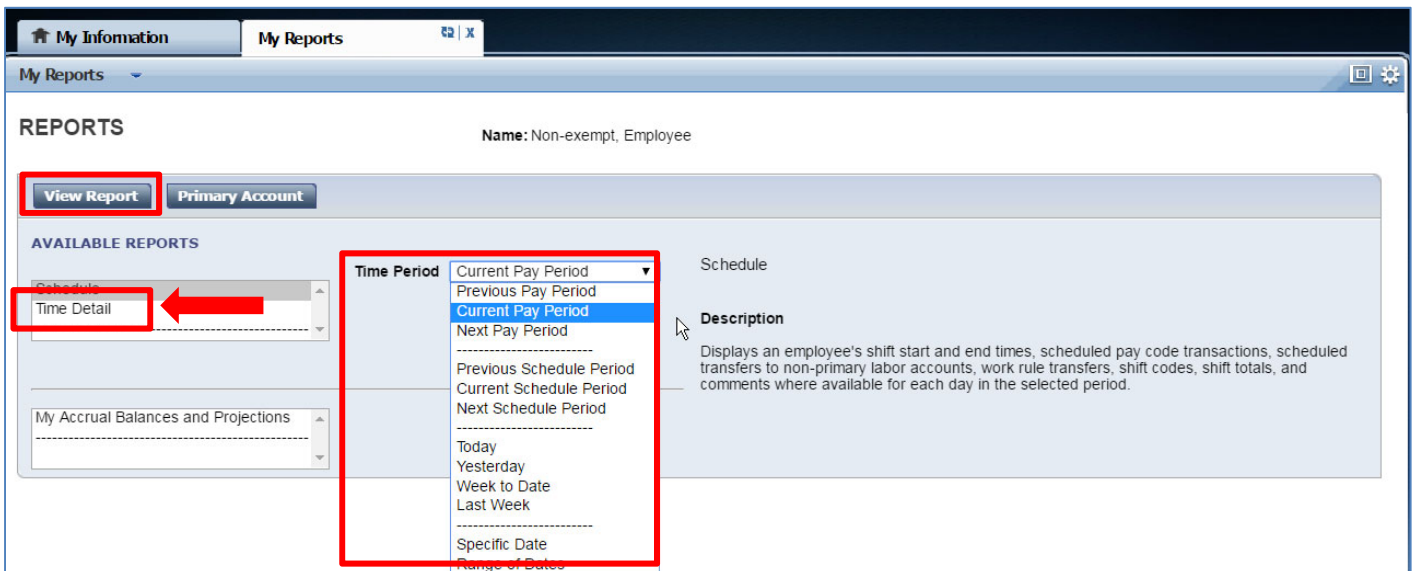 My Information
My Reports
X
My Reports
REPORTS
Name: Non-exempt, Employee
View Report
Primary Account
AVAILABLE REPORTS
Schedule
Time Detail
-------------------------------------------------
My Accrual Balances and Projections
-------------------------------------------------
Time Period
Current Pay Period
Previous Pay Period
Current Pay Period
Next Pay Period
-------------------------
Previous Schedule Period
Current Schedule Period
Next Schedule Period
-------------------------
Today
Yesterday
Week to Date
Last Week
-------------------------
Specific Date
Range of Dates
Schedule
Description
Displays an employee's shift start and end times, scheduled pay code transactions, scheduled
transfers to non-primary labor accounts, work rule transfers, shift codes, shift totals, and
comments where available for each day in the selected period.